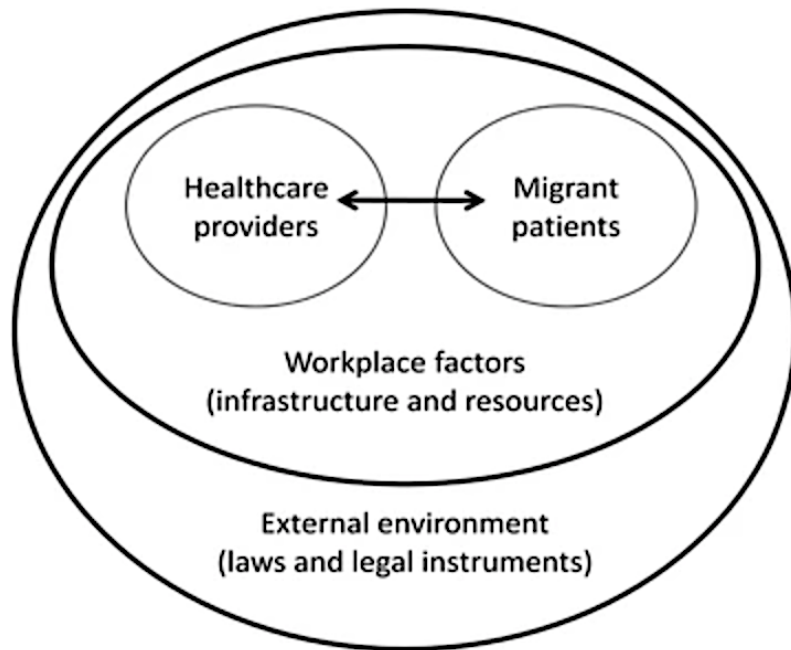 Healthcare
providers
Migrant
patients
Workplace factors
(infrastructure and resources)
External environment
(laws and legal instruments)